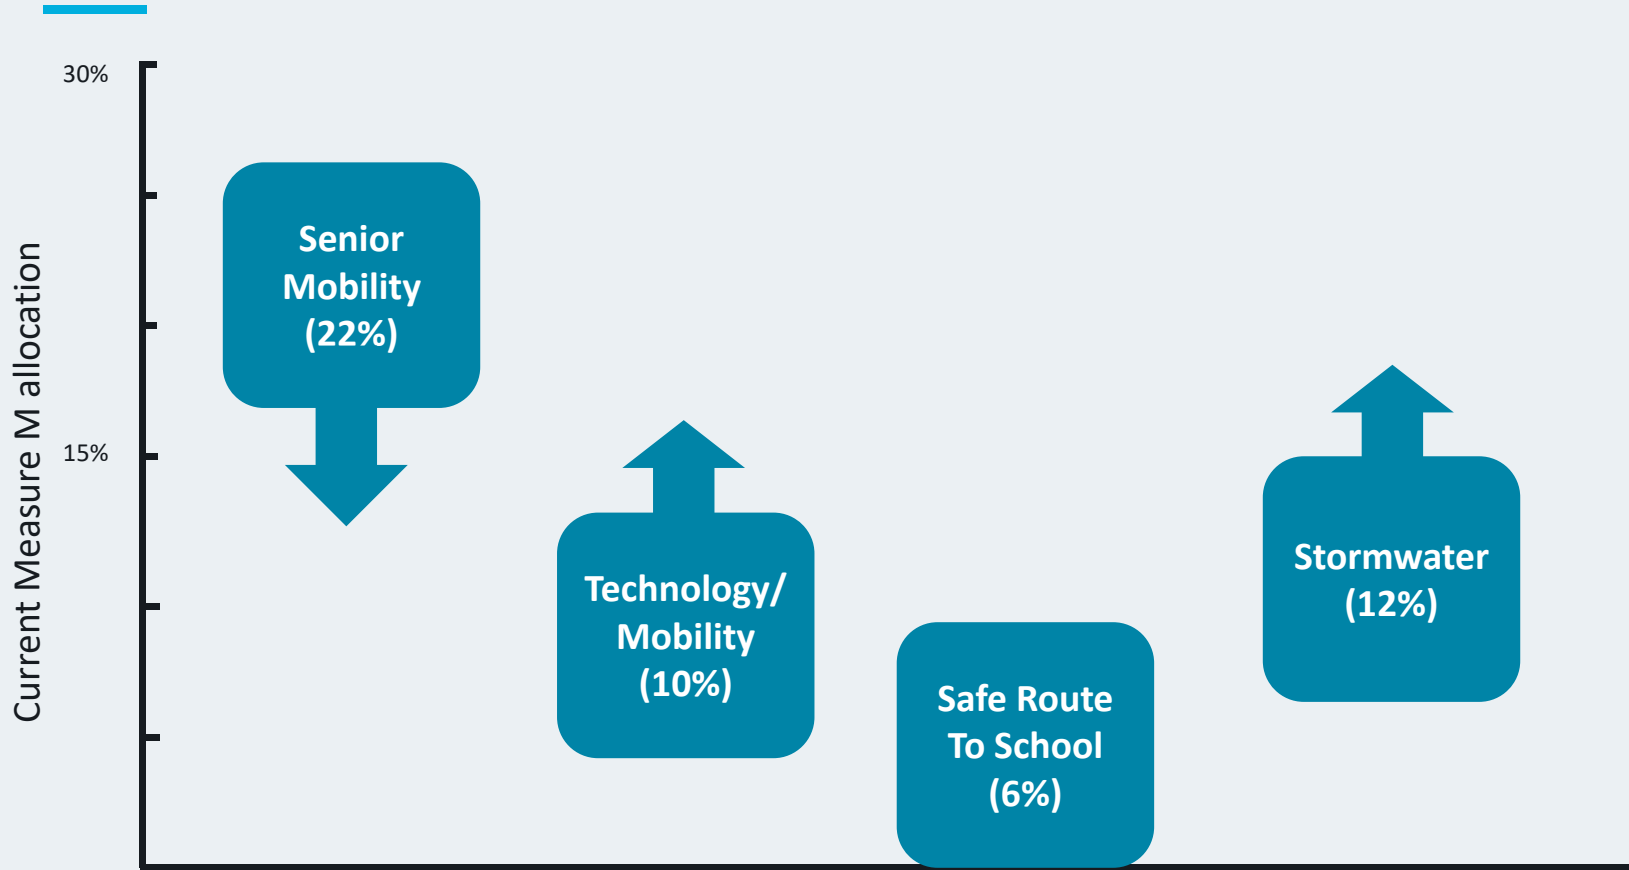 30%
15%
Current Measure M allocation
Senior
Mobility
(22%)
Technology/
Mobility
(10%)
Safe Route
To School
(6%)
Stormwater
(12%)